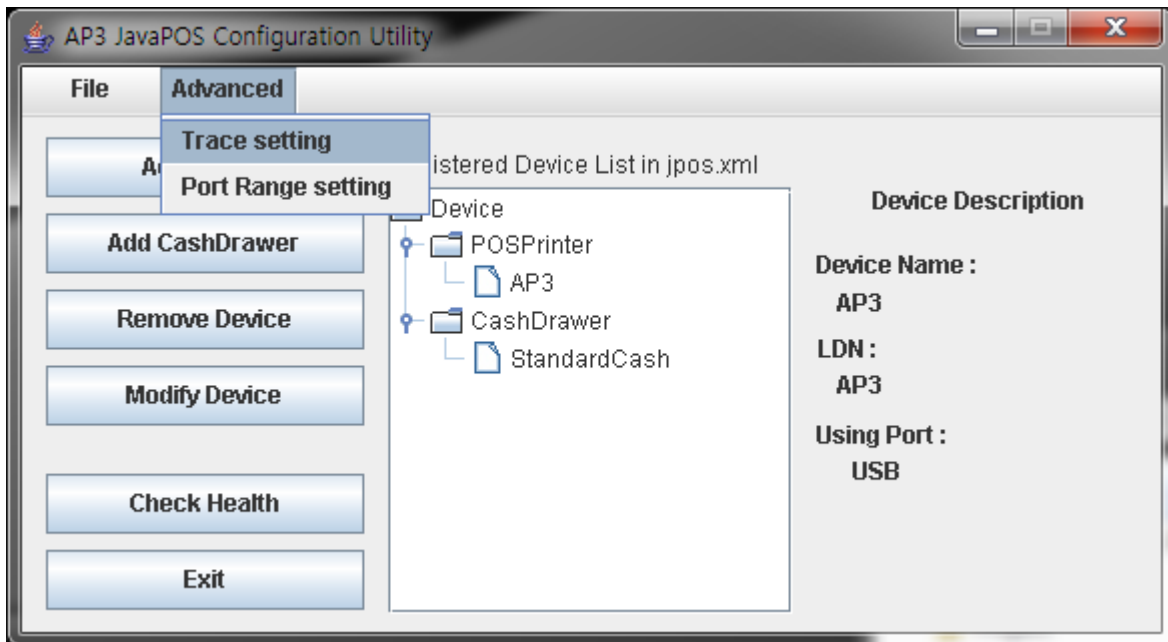 AP3 JavaPOS Configuration Utility
File
Advanced
Trace setting
Port Range setting
Add CashDrawer
Remove Device
Modify Device
Check Health
Exit
istered Device List in jpos.xml
Device
POSPrinter
AP3
CashDrawer
StandardCash
Device Description
Device Name :
AP3
LDN :
AP3
Using Port :
USB